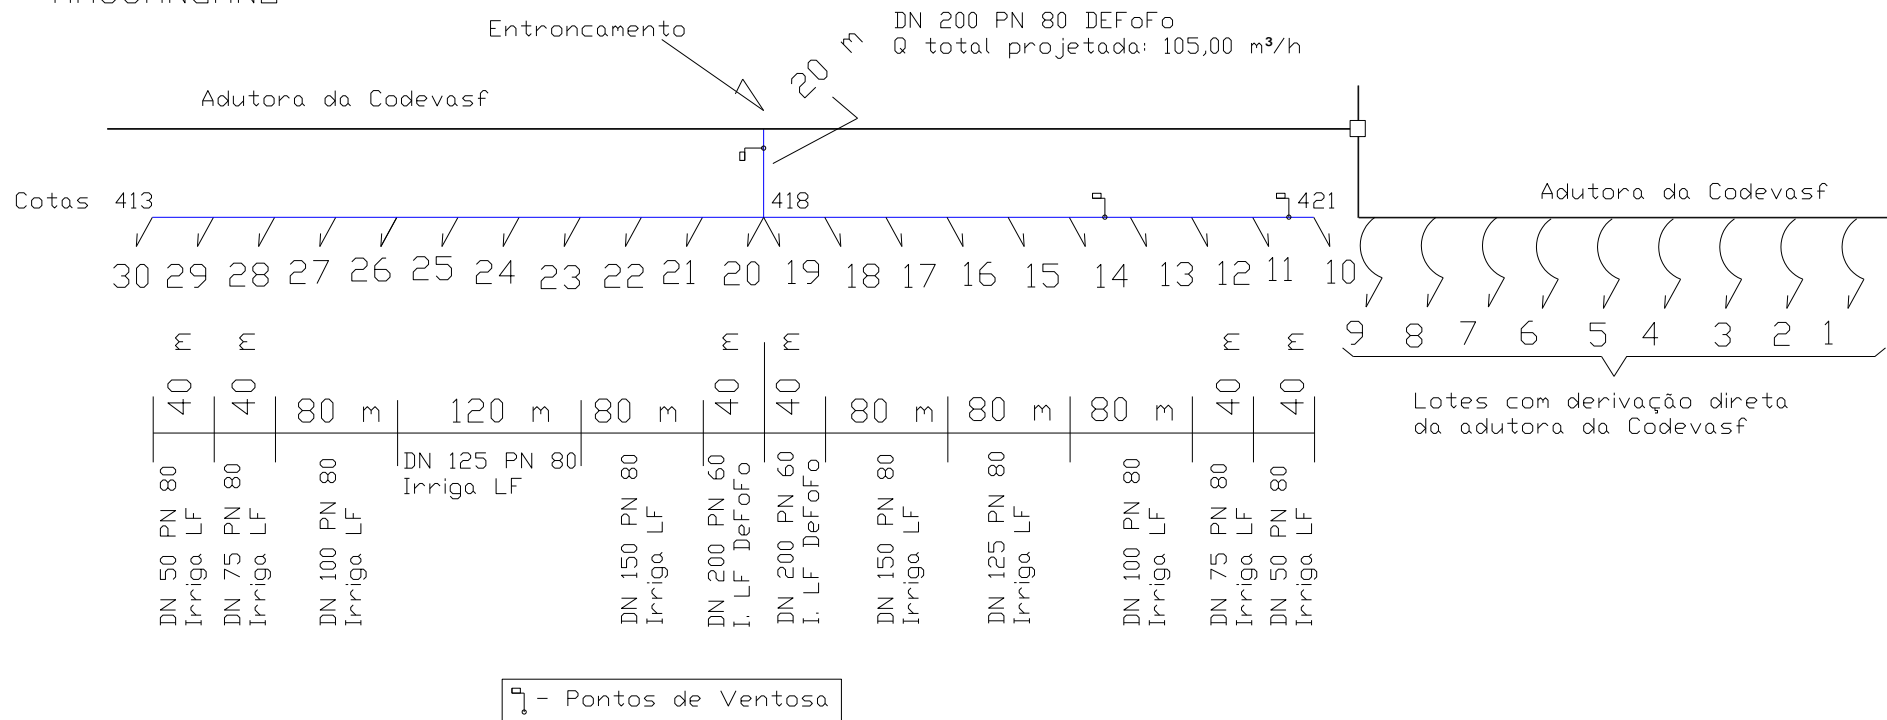 Entroncamento
20 m
DN 200 PN 80 DEFoFo
Q total projetada: 105,00 m³/h
Adutora da Codevasf
Cotas 413
418
421
Adutora da Codevasf
30 29 28 27 26 25 24 23 22 21 20 19 18 17 16 15 14 13 12 11 10
9 8 7 6 5 4 3 2 1
40 m
40 m
80 m
120 m
80 m
40 m
40 m
80 m
80 m
80 m
40 m
40 m
Lotes com derivação direta
da adutora da Codevasf
DN 50 PN 80
Irriga LF
DN 75 PN 80
Irriga LF
DN 100 PN 80
Irriga LF
DN 125 PN 80
Irriga LF
DN 150 PN 80
Irriga LF
DN 200 PN 60
I. LF DeFoFo
DN 200 PN 60
I. LF DeFoFo
DN 150 PN 80
Irriga LF
DN 125 PN 80
Irriga LF
DN 100 PN 80
Irriga LF
DN 75 PN 80
Irriga LF
DN 50 PN 80
Irriga LF
- Pontos de Ventosa